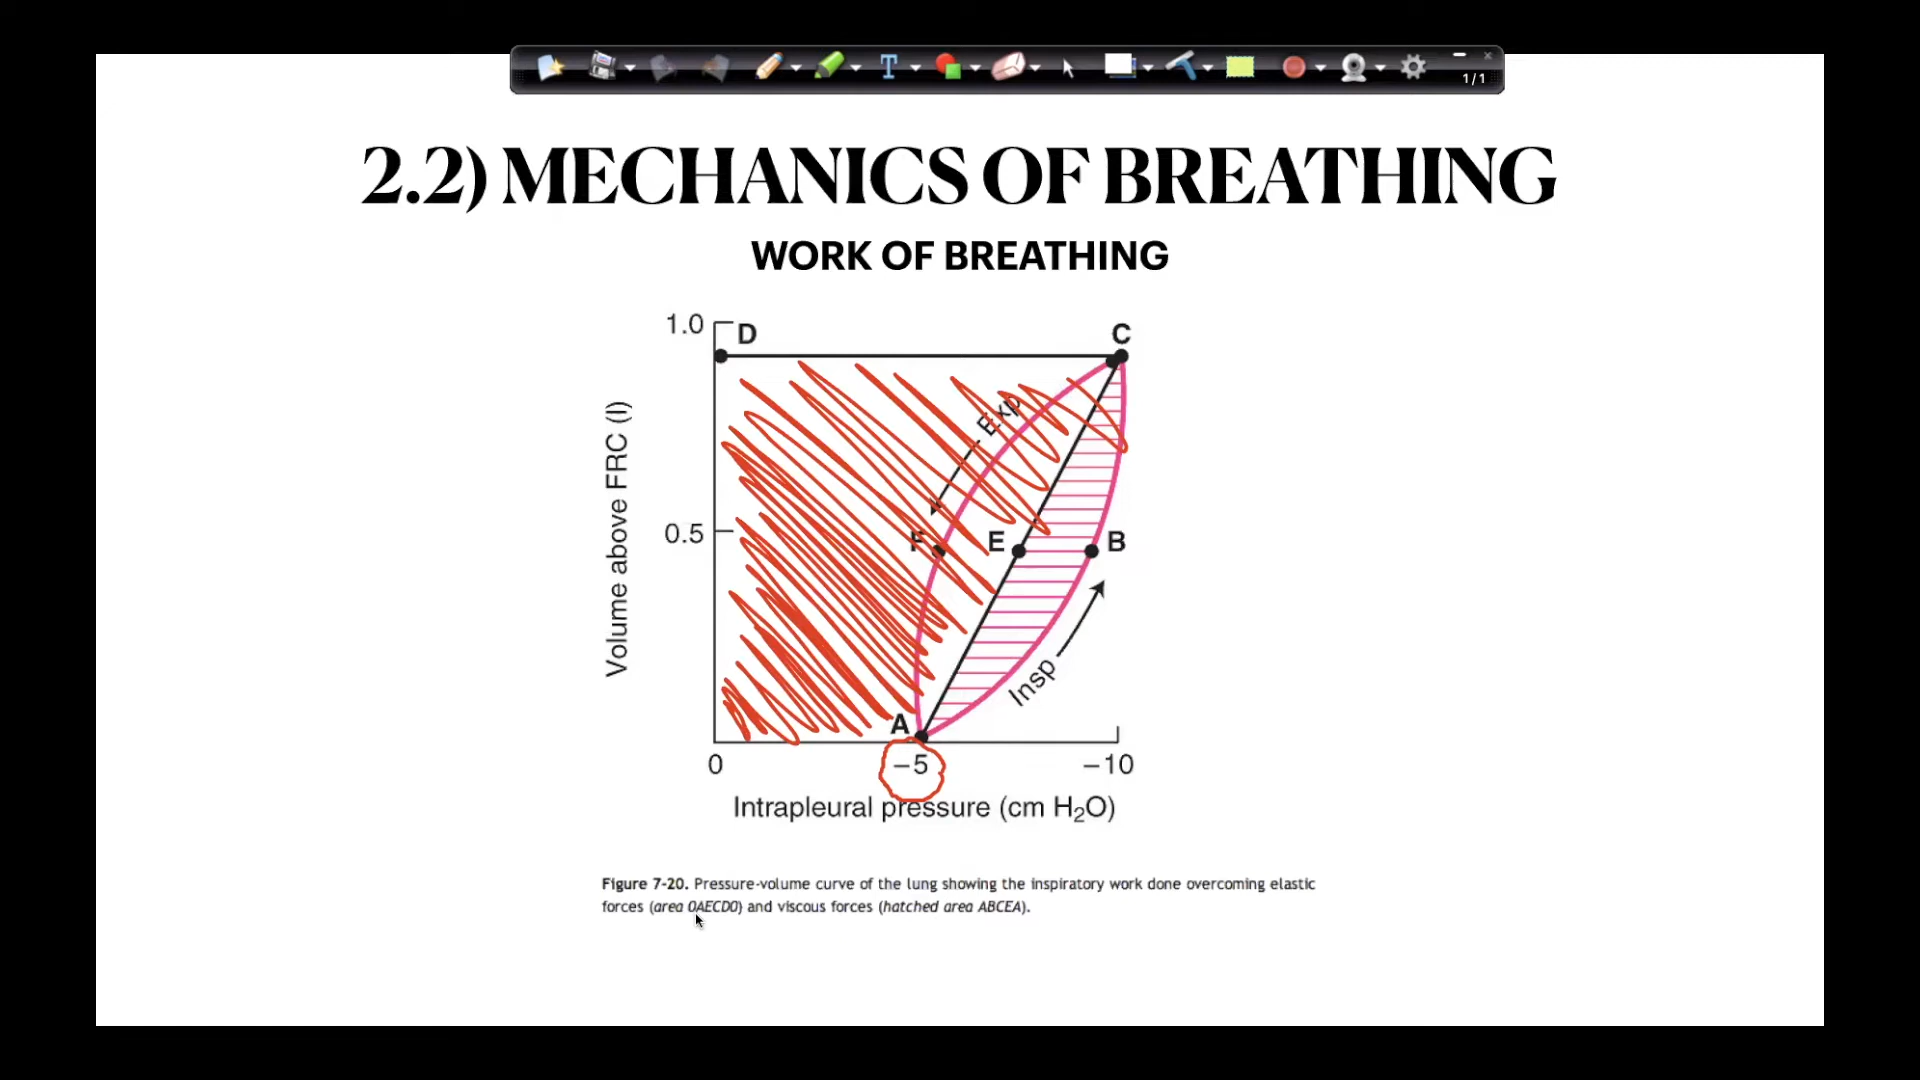 T
1/1
2.2) MECHANICS OF BREATHING
WORK OF BREATHING
1.0
D
C
Exp
Volume above FRC (l)
0.5
F
E
B
Insp
A
0
−5
−10
Intrapleural pressure (cm H₂O)
Figure 7-20. Pressure-volume curve of the lung showing the inspiratory work done overcoming elastic
forces (area 0AECD0) and viscous forces (hatched area ABCEA).